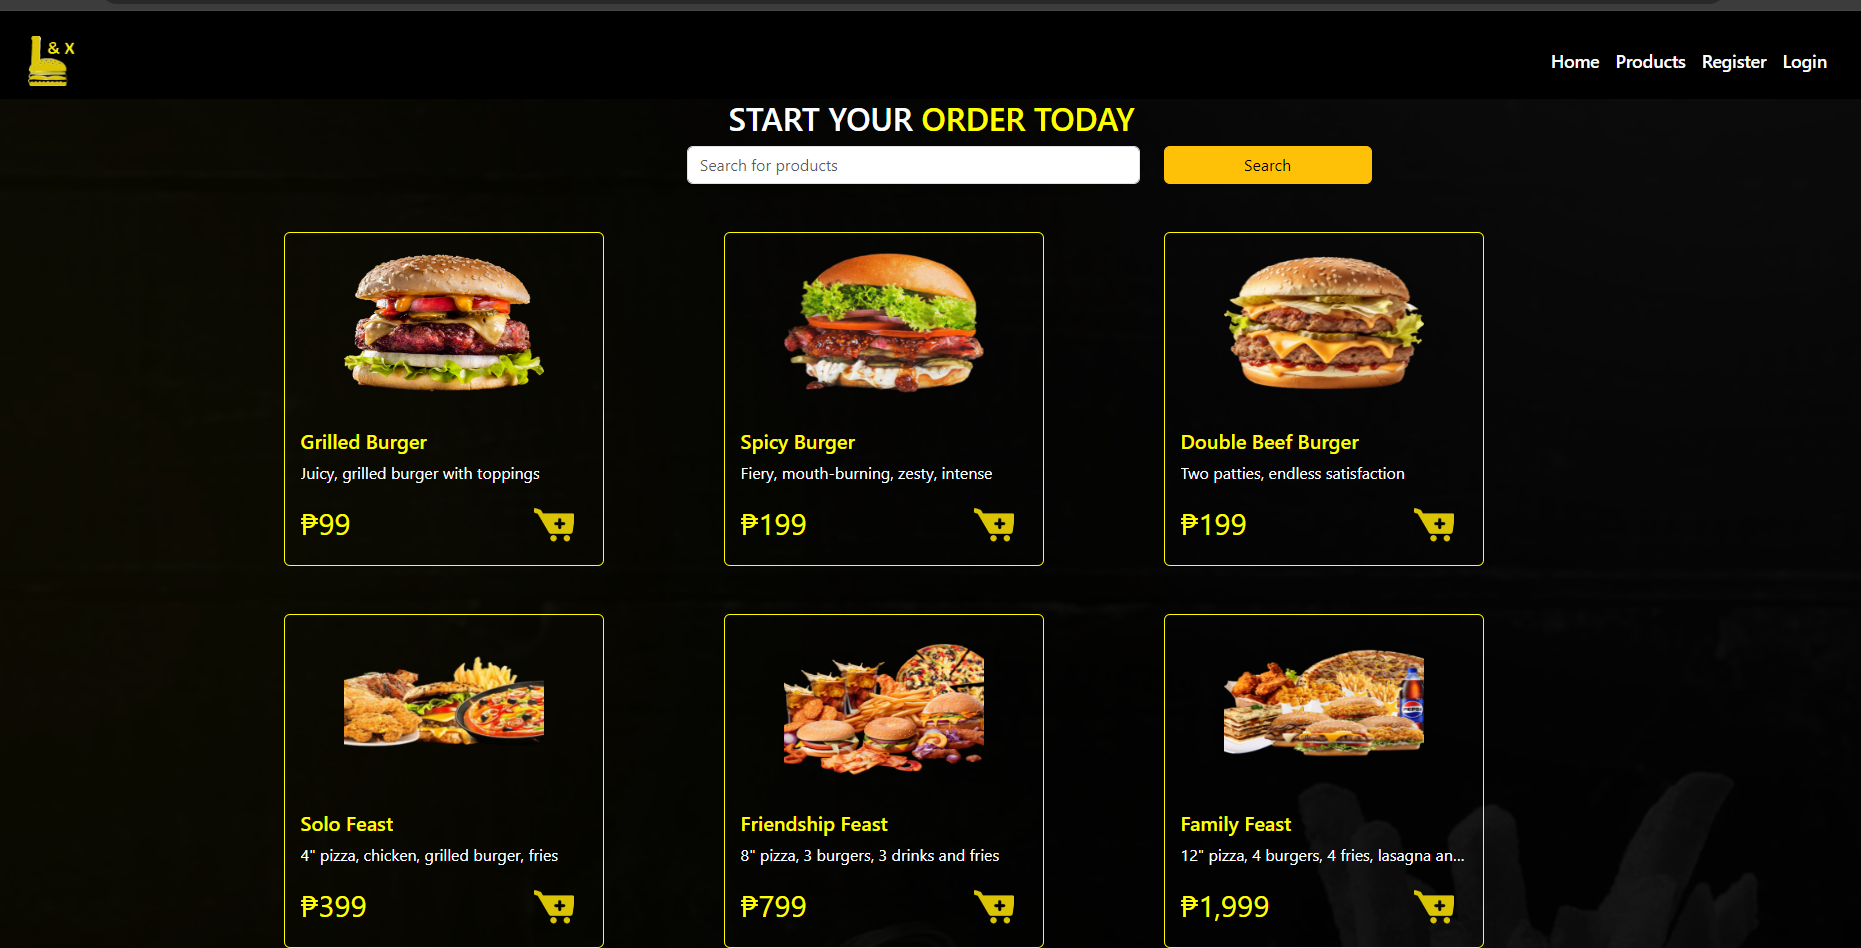 & X
Home Products Register Login
START YOUR ORDER TODAY
Search for products
Search
Grilled Burger
Juicy, grilled burger with toppings
₱99
Spicy Burger
Fiery, mouth-burning, zesty, intense
₱199
Double Beef Burger
Two patties, endless satisfaction
₱199
Solo Feast
4" pizza, chicken, grilled burger, fries
₱399
Friendship Feast
8" pizza, 3 burgers, 3 drinks and fries
₱799
Family Feast
12" pizza, 4 burgers, 4 fries, lasagna an...
PEPSI
₱1,999